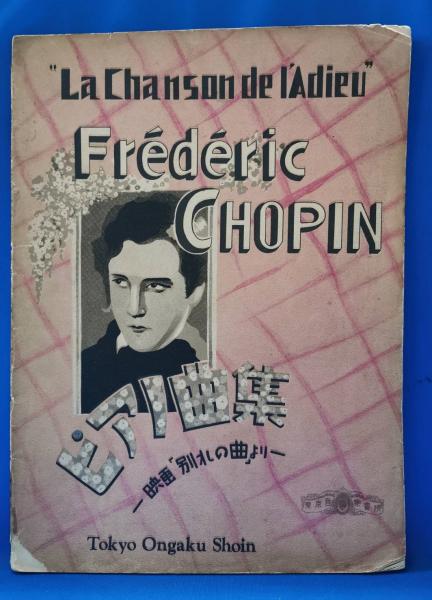 "La Chanson de l'Adieu"
Frédéric
CHOPIN
ピアノ曲集
—映画「別れの曲」より—
Tokyo Ongaku Shoin